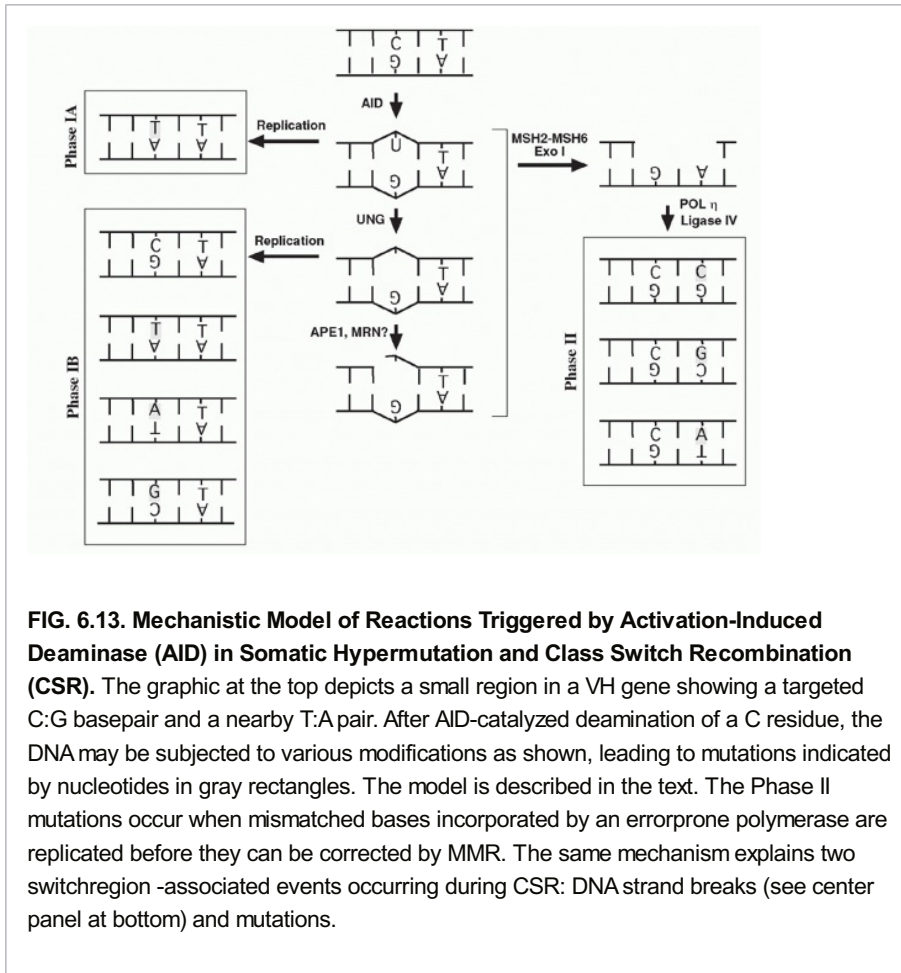 C T
G A
AID
Phase IA
T T
A A
Replication
U
T
A
G
MSH2-MSH6
Exo I
G A
POL η
Ligase IV
UNG
Phase IB
C T
G A
Replication
T
A
G
T T
A A
APE1, MRN?
A T
T A
T
A
G
G T
C A
Phase II
C C
G G
C G
G C
C A
G T
FIG. 6.13. Mechanistic Model of Reactions Triggered by Activation-Induced
Deaminase (AID) in Somatic Hypermutation and Class Switch Recombination
(CSR). The graphic at the top depicts a small region in a VH gene showing a targeted
C:G basepair and a nearby T:A pair. After AID-catalyzed deamination of a C residue, the
DNA may be subjected to various modifications as shown, leading to mutations indicated
by nucleotides in gray rectangles. The model is described in the text. The Phase II
mutations occur when mismatched bases incorporated by an errorprone polymerase are
replicated before they can be corrected by MMR. The same mechanism explains two
switchregion -associated events occurring during CSR: DNA strand breaks (see center
panel at bottom) and mutations.